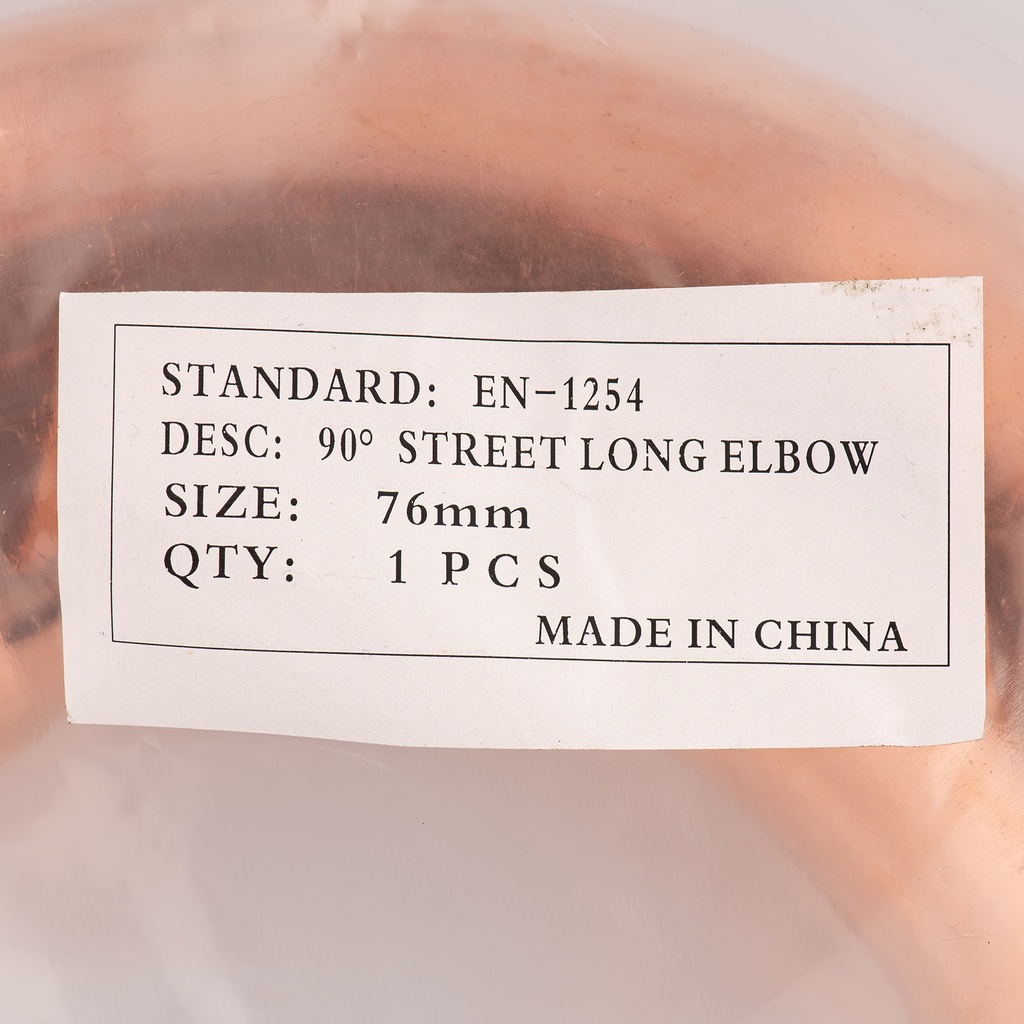 STANDARD: EN-1254
DESC: 90° STREET LONG ELBOW
SIZE: 76mm
QTY: 1 PCS
MADE IN CHINA